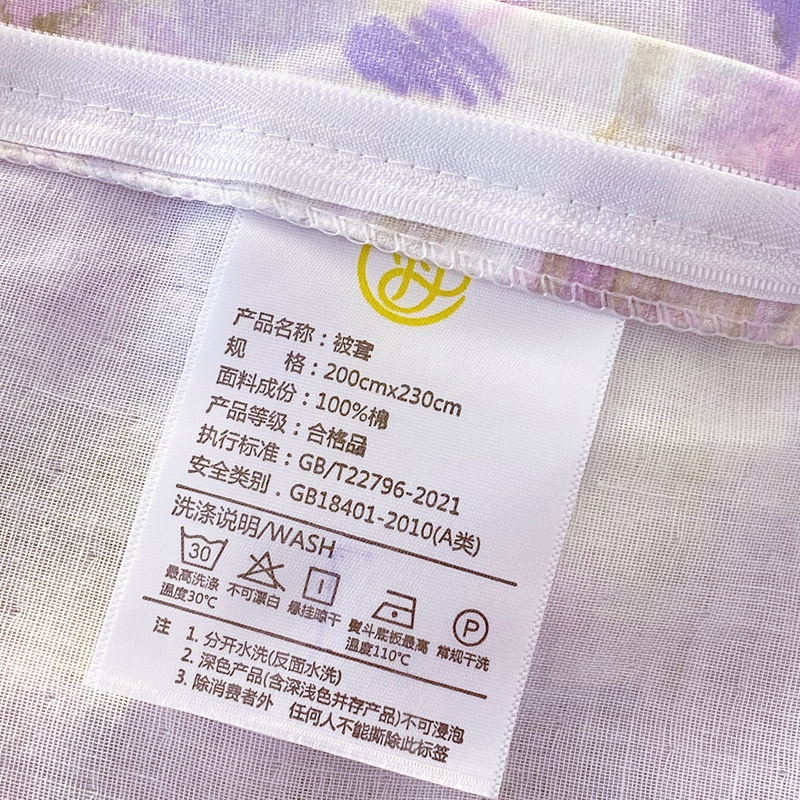 产品名称：被套
规 格：200cmx230cm
面料成份：100%棉
产品等级：合格品
执行标准：GB/T22796-2021
安全类别．GB18401-2010(A类)
洗涤说明/WASH
30
最高洗涤
温度30℃
不可漂白
悬挂晾干
熨斗底板最高
温度110℃
P
常规干洗
注 1. 分开水洗(反面水洗)
2. 深色产品(含深浅色并存产品)不可浸泡
3. 除消费者外 任何人不能撕除此标签